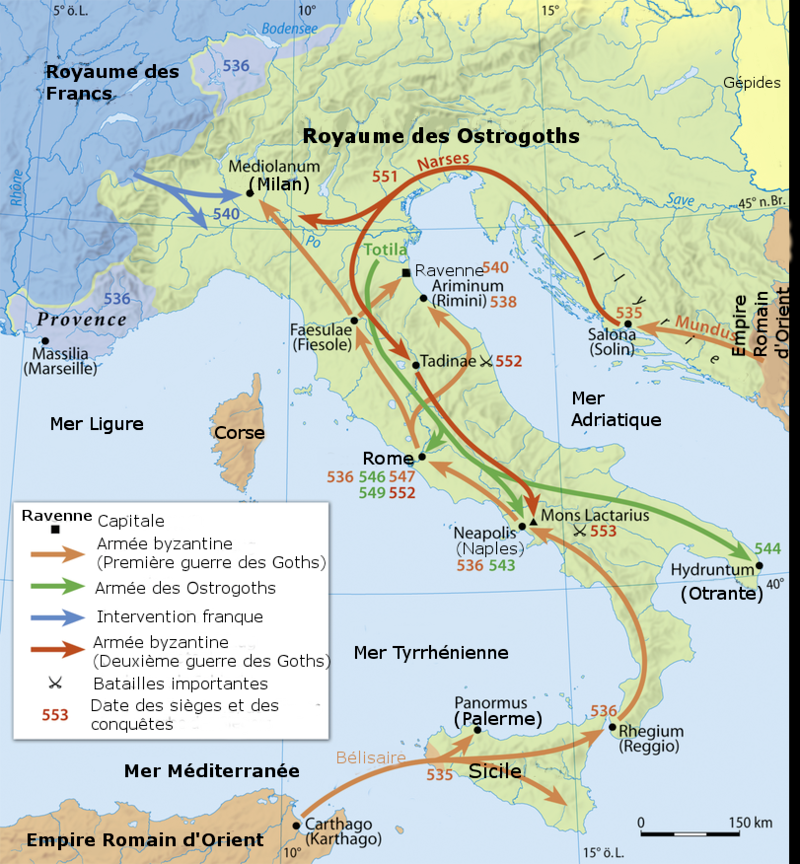 5° ö.L.
10°
15°
Bodensee
536
Royaume des
Francs
Gépides
Royaume des Ostrogoths
Mediolanum
(Milan)
551
Narses
Rhône
540
Po
Save
45° n.Br.
Totila
Ravenne
540
Ariminum
(Rimini)
538
536
Provence
Massilia
(Marseille)
Faesulae
(Fiesole)
Illyrie
535
Salona
(Solin)
Mundus
Empire
Romain
d'Orient
Tadinae
552
Mer
Adriatique
Mer Ligure
Corse
Rome
536 546 547
549 552
Mons Lactarius
553
Neapolis
(Naples)
536 543
544
Hydruntum
(Otrante)
40°
Ravenne Capitale
Armée byzantine
(Première guerre des Goths)
Armée des Ostrogoths
Intervention franque
Armée byzantine
(Deuxième guerre des Goths)
Batailles importantes
553 Date des sièges et des
conquêtes
Mer Tyrrhénienne
Panormus
(Palerme)
536
Rhegium
(Reggio)
Bélisaire
535
Sicile
Mer Méditerranée
Carthago
(Karthago)
Empire Romain d'Orient
10°
15° ö.L.
0 150 km